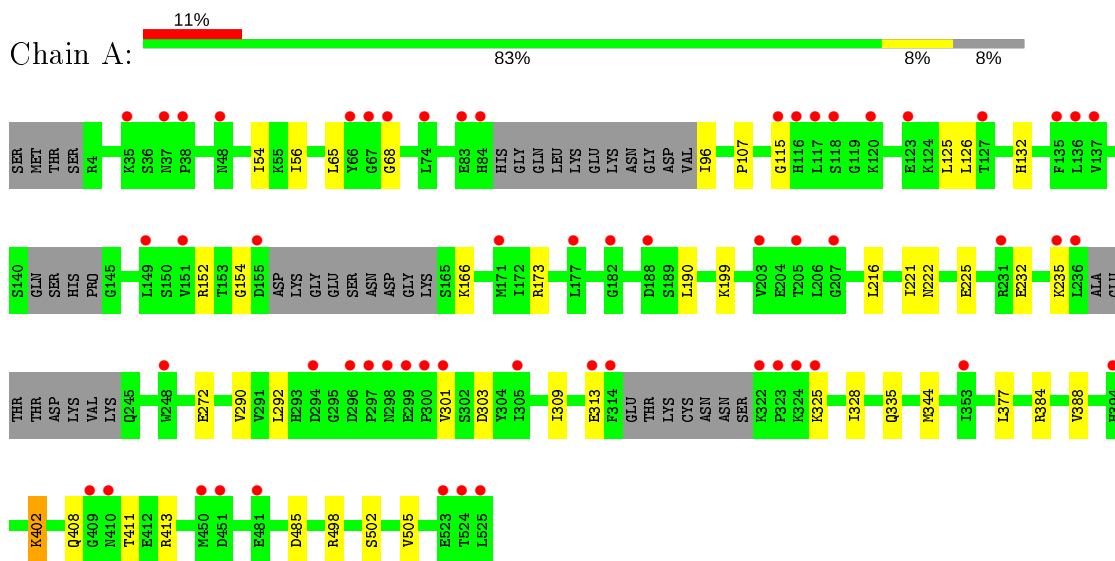 11%
Chain A:
83% 8% 8%
SER MET THR SER R4 K35 S36 N37 P38 N48 I54 K55 I56 L65 Y66 G67 G68 L74 E83 H84 HIS GLY GLN LEU LYS GLU LYS ASN GLY ASP VAL I96 P107 G115 H116 L117 S118 G119 K120 E123 K124 L125 L126 T127 H132 F135 L136 V137
S140 GLN SER HIS PRO G145 L149 S150 V151 R152 T153 G154 D155 ASP LYS GLY GLU SER ASN ASP GLY LYS S165 K166 M171 I172 R173 L177 G182 D188 S189 L190 K199 V203 E204 T205 L206 G207 L216 I221 N222 E225 R231 E232 K235 L236 ALA
THR THR ASP LYS VAL LYS Q245 W248 E272 V290 V291 L292 H293 D294 G295 D296 P297 N298 E299 P300 V301 S302 D303 Y304 I305 I309 E313 F314 GLU THR LYS CYS ASN ASN SER K322 P323 K324 K325 I328 Q335 M344 I353 L377 R384 V388
K402 Q408 G409 N410 T411 E412 R413 M450 D451 E481 D485 R498 S502 V505 E523 T524 L525